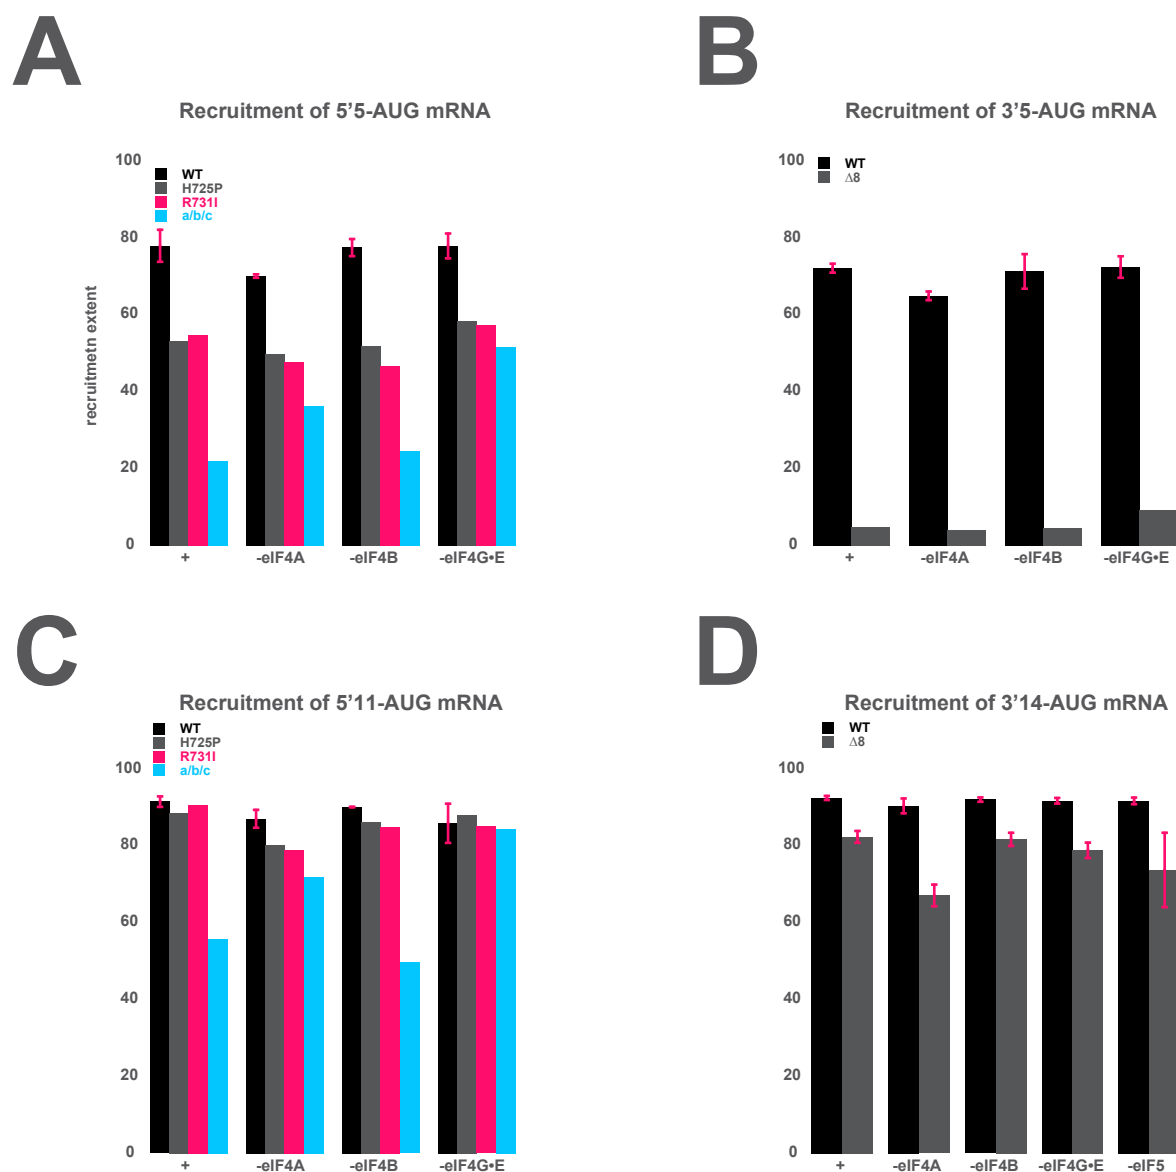 A
Recruitment of 5'5-AUG mRNA
WT
H725P
R731I
a/b/c
recruitmetn extent
100
80
60
40
20
0
+ -eIF4A -eIF4B -eIF4G•E
B
Recruitment of 3'5-AUG mRNA
WT
Δ8
100
80
60
40
20
0
+ -eIF4A -eIF4B -eIF4G•E
C
Recruitment of 5'11-AUG mRNA
WT
H725P
R731I
a/b/c
100
80
60
40
20
0
+ -eIF4A -eIF4B -eIF4G•E
D
Recruitment of 3'14-AUG mRNA
WT
Δ8
100
80
60
40
20
0
+ -eIF4A -eIF4B -eIF4G•E -eIF5